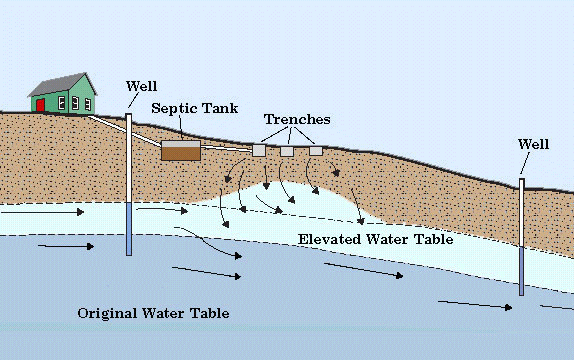 Well
Septic Tank
Trenches
Well
Elevated Water Table
Original Water Table